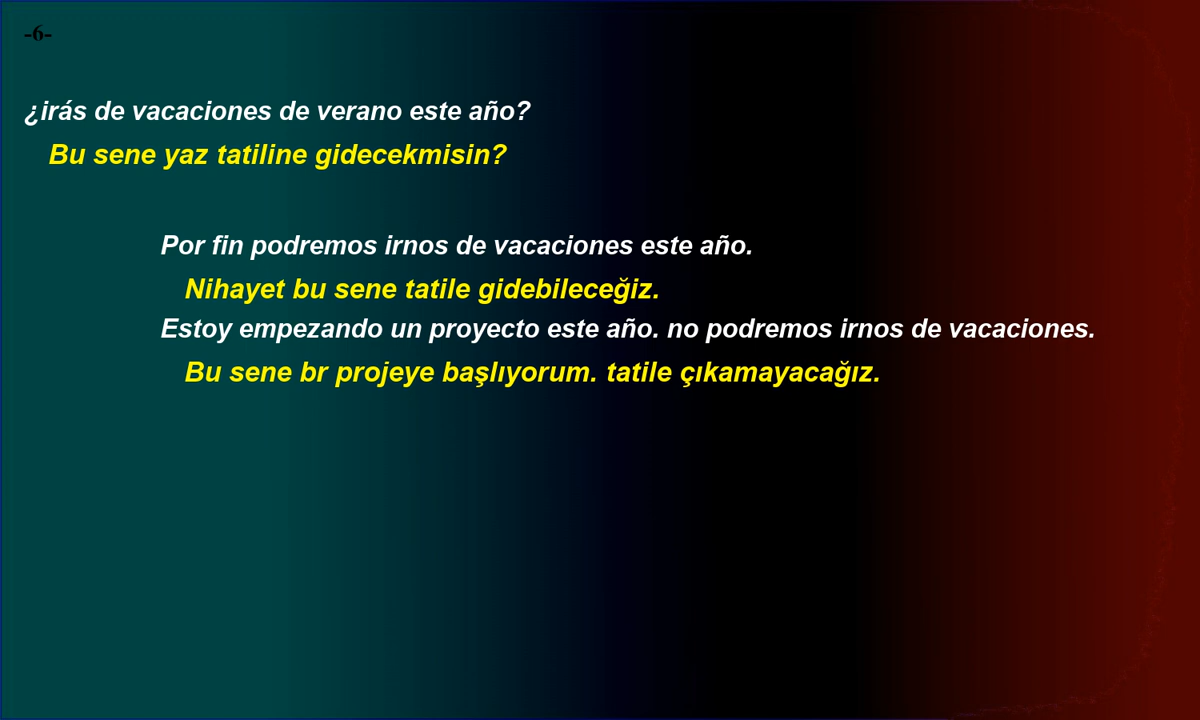 -6-
¿irás de vacaciones de verano este año?
Bu sene yaz tatiline gidecekmisin?
Por fin podremos irnos de vacaciones este año.
Nihayet bu sene tatile gidebileceğiz.
Estoy empezando un proyecto este año. no podremos irnos de vacaciones.
Bu sene br projeye başlıyorum. tatile çıkamayacağız.